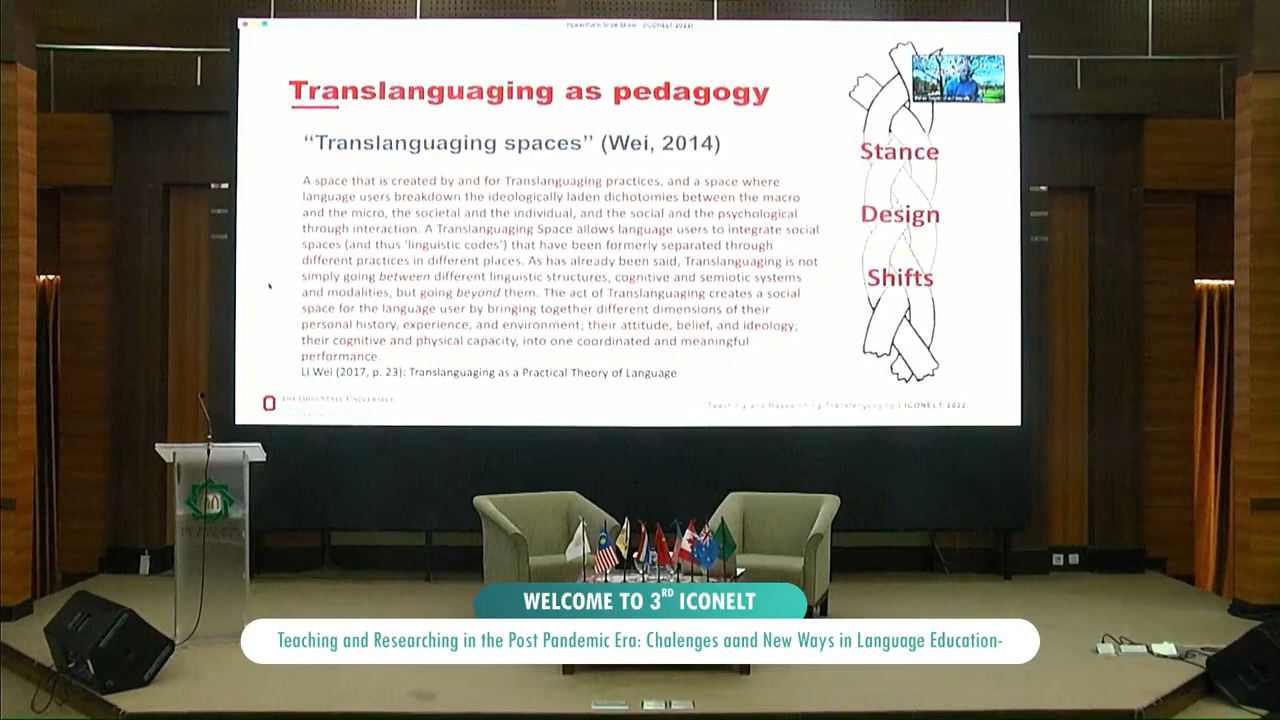 PowerPoint Slide Show - [ICONELT 2022]
Translanguaging as pedagogy
“Translanguaging spaces” (Wei, 2014)
A space that is created by and for Translanguaging practices, and a space where
language users breakdown the ideologically laden dichotomies between the macro
and the micro, the societal and the individual, and the social and the psychological
through interaction. A Translanguaging Space allows language users to integrate social
spaces (and thus ‘linguistic codes’) that have been formerly separated through
different practices in different places. As has already been said, Translanguaging is not
simply going between different linguistic structures, cognitive and semiotic systems
and modalities, but going beyond them. The act of Translanguaging creates a social
space for the language user by bringing together different dimensions of their
personal history, experience, and environment; their attitude, belief, and ideology;
their cognitive and physical capacity, into one coordinated and meaningful
performance.
Li Wei (2017, p. 23): Translanguaging as a Practical Theory of Language
Stance
Design
Shifts
THE OHIO STATE UNIVERSITY
Teaching and Researching Translanguaging | ICONELT 2022
WELCOME TO 3RD ICONELT
Teaching and Researching in the Post Pandemic Era: Chalenges aand New Ways in Language Education-